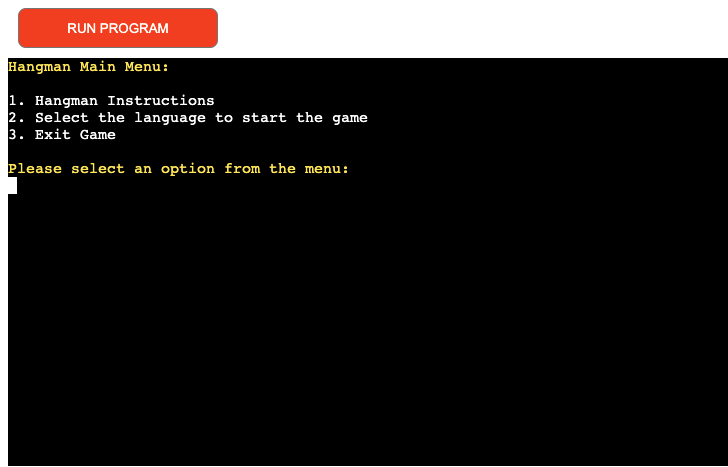 RUN PROGRAM
Hangman Main Menu:
1. Hangman Instructions
2. Select the language to start the game
3. Exit Game
Please select an option from the menu: